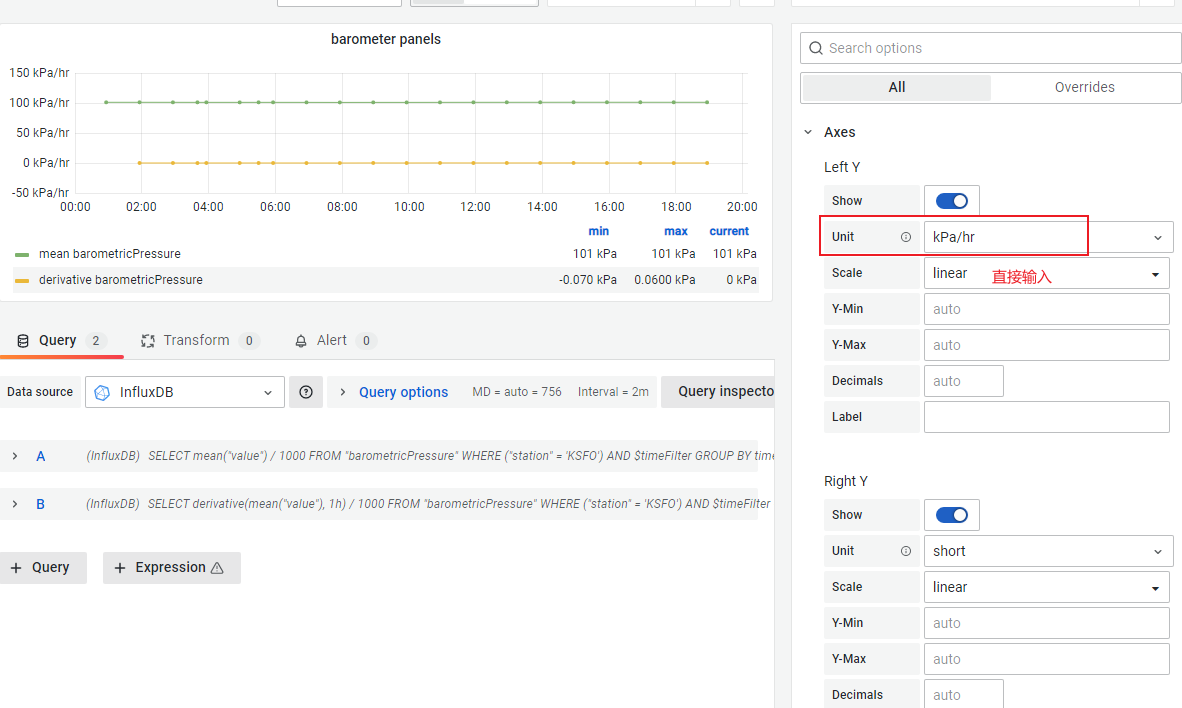 barometer panels
150 kPa/hr
100 kPa/hr
50 kPa/hr
0 kPa/hr
-50 kPa/hr
00:00 02:00 04:00 06:00 08:00 10:00 12:00 14:00 16:00 18:00 20:00
min max current
mean barometricPressure 101 kPa 101 kPa 101 kPa
derivative barometricPressure -0.070 kPa 0.0600 kPa 0 kPa
Query 2 Transform 0 Alert 0
Data source InfluxDB Query options MD = auto = 756 Interval = 2m Query inspecto
A (InfluxDB) SELECT mean("value") / 1000 FROM "barometricPressure" WHERE ("station" = 'KSFO') AND $timeFilter GROUP BY time
B (InfluxDB) SELECT derivative(mean("value"), 1h) / 1000 FROM "barometricPressure" WHERE ("station" = 'KSFO') AND $timeFilter
+ Query + Expression
Search options
All Overrides
Axes
Left Y
Show
Unit kPa/hr
Scale linear 直接输入
Y-Min auto
Y-Max auto
Decimals auto
Label
Right Y
Show
Unit short
Scale linear
Y-Min auto
Y-Max auto
Decimals auto